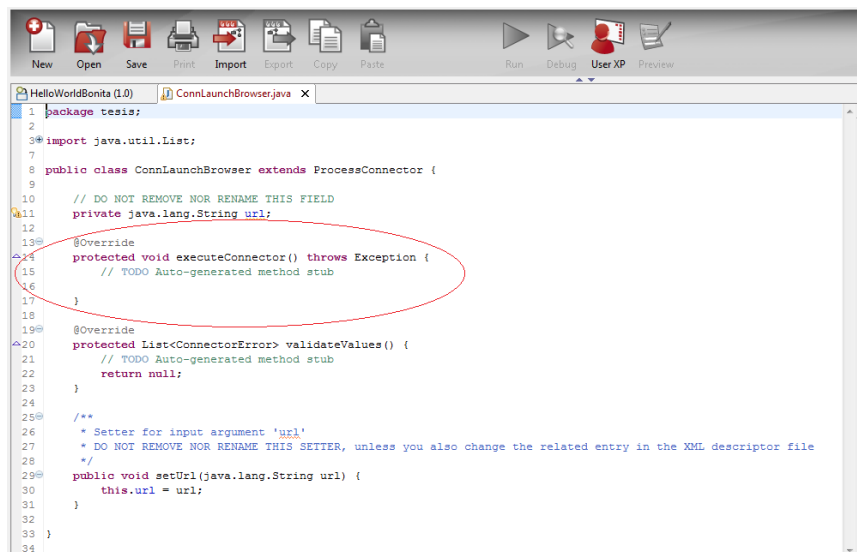 New Open Save Print Import Export Copy Paste Run Debug User XP Preview
HelloWorldBonita (1.0) ConnLaunchBrowser.java X
1 package tesis;
2
3 import java.util.List;
7
8 public class ConnLaunchBrowser extends ProcessConnector {
9
10 // DO NOT REMOVE NOR RENAME THIS FIELD
11 private java.lang.String url;
12
13 @Override
14 protected void executeConnector() throws Exception {
15 // TODO Auto-generated method stub
16
17 }
18
19 @Override
20 protected List<ConnectorError> validateValues() {
21 // TODO Auto-generated method stub
22 return null;
23 }
24
25 /**
26 * Setter for input argument 'url'
27 * DO NOT REMOVE NOR RENAME THIS SETTER, unless you also change the related entry in the XML descriptor file
28 */
29 public void setUrl(java.lang.String url) {
30 this.url = url;
31 }
32
33 }
34